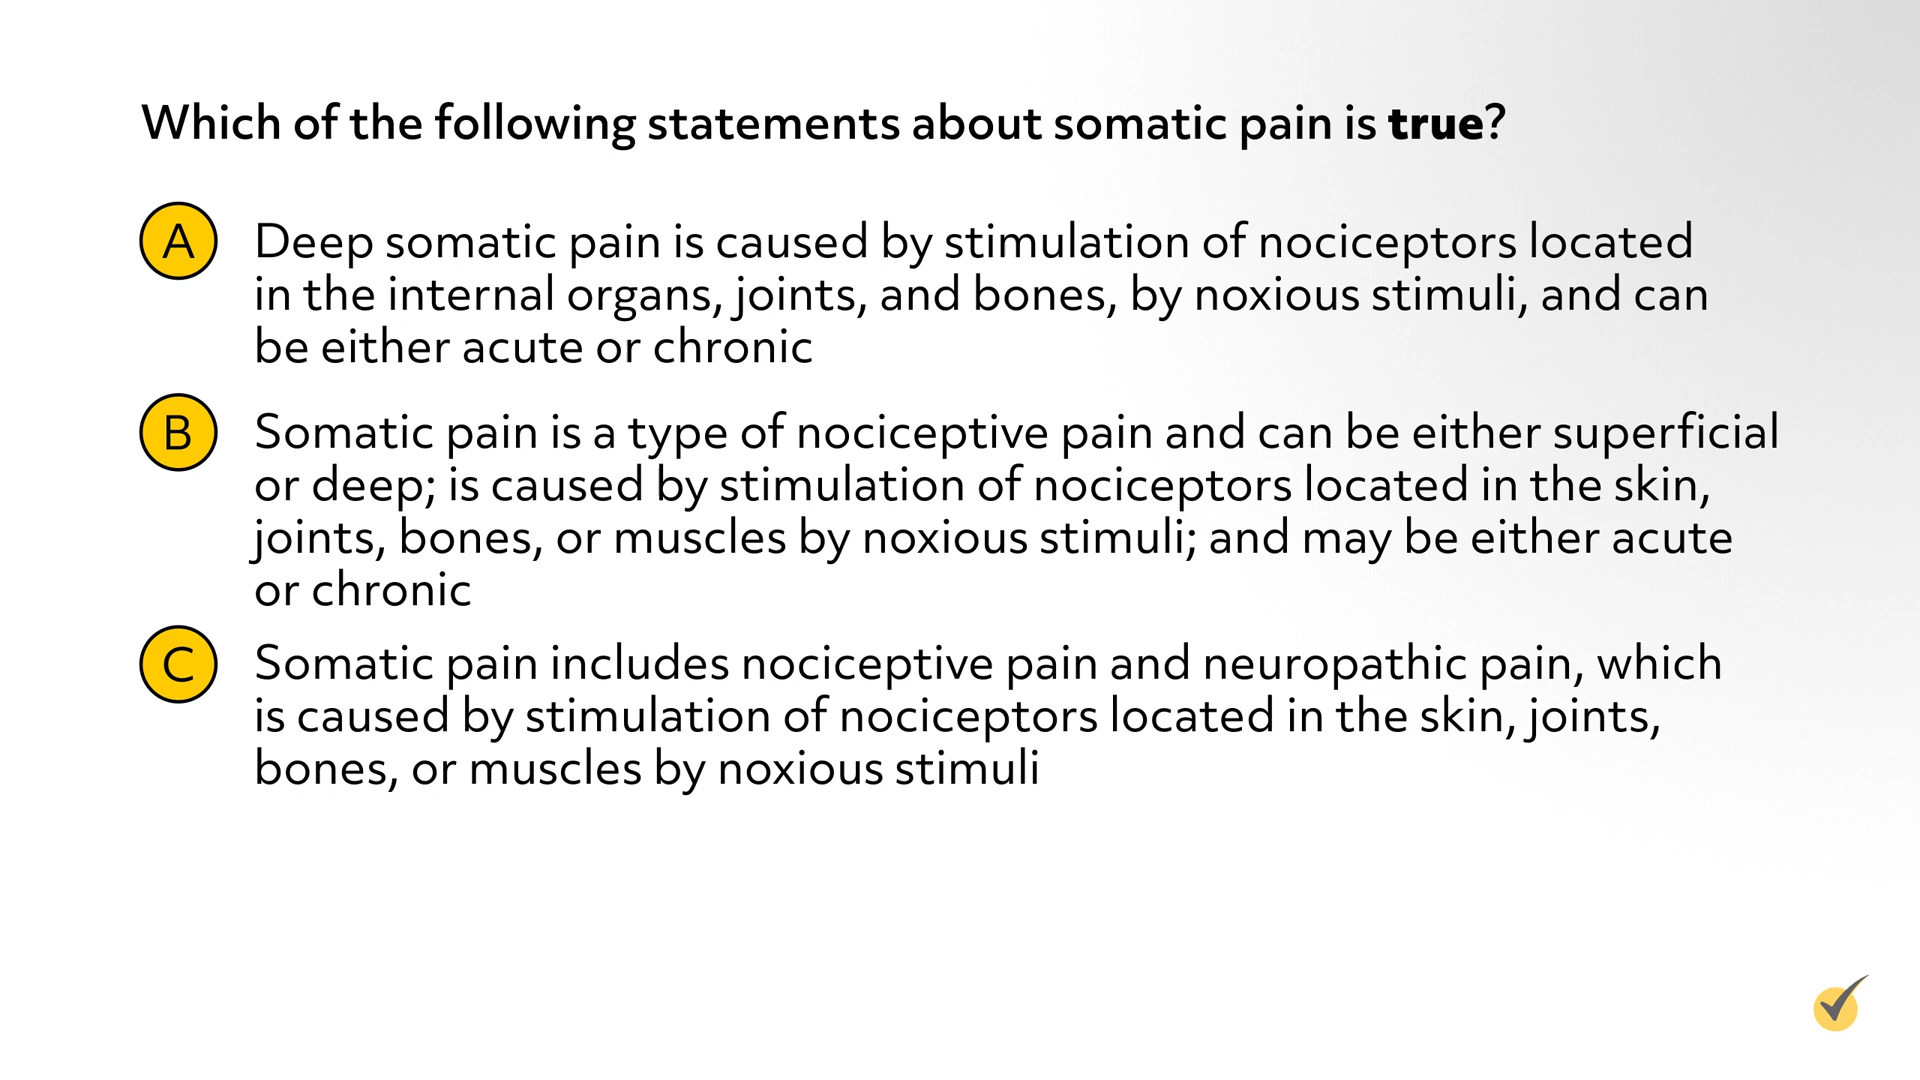 Which of the following statements about somatic pain is true?
A Deep somatic pain is caused by stimulation of nociceptors located
in the internal organs, joints, and bones, by noxious stimuli, and can
be either acute or chronic
B Somatic pain is a type of nociceptive pain and can be either superficial
or deep; is caused by stimulation of nociceptors located in the skin,
joints, bones, or muscles by noxious stimuli; and may be either acute
or chronic
C Somatic pain includes nociceptive pain and neuropathic pain, which
is caused by stimulation of nociceptors located in the skin, joints,
bones, or muscles by noxious stimuli